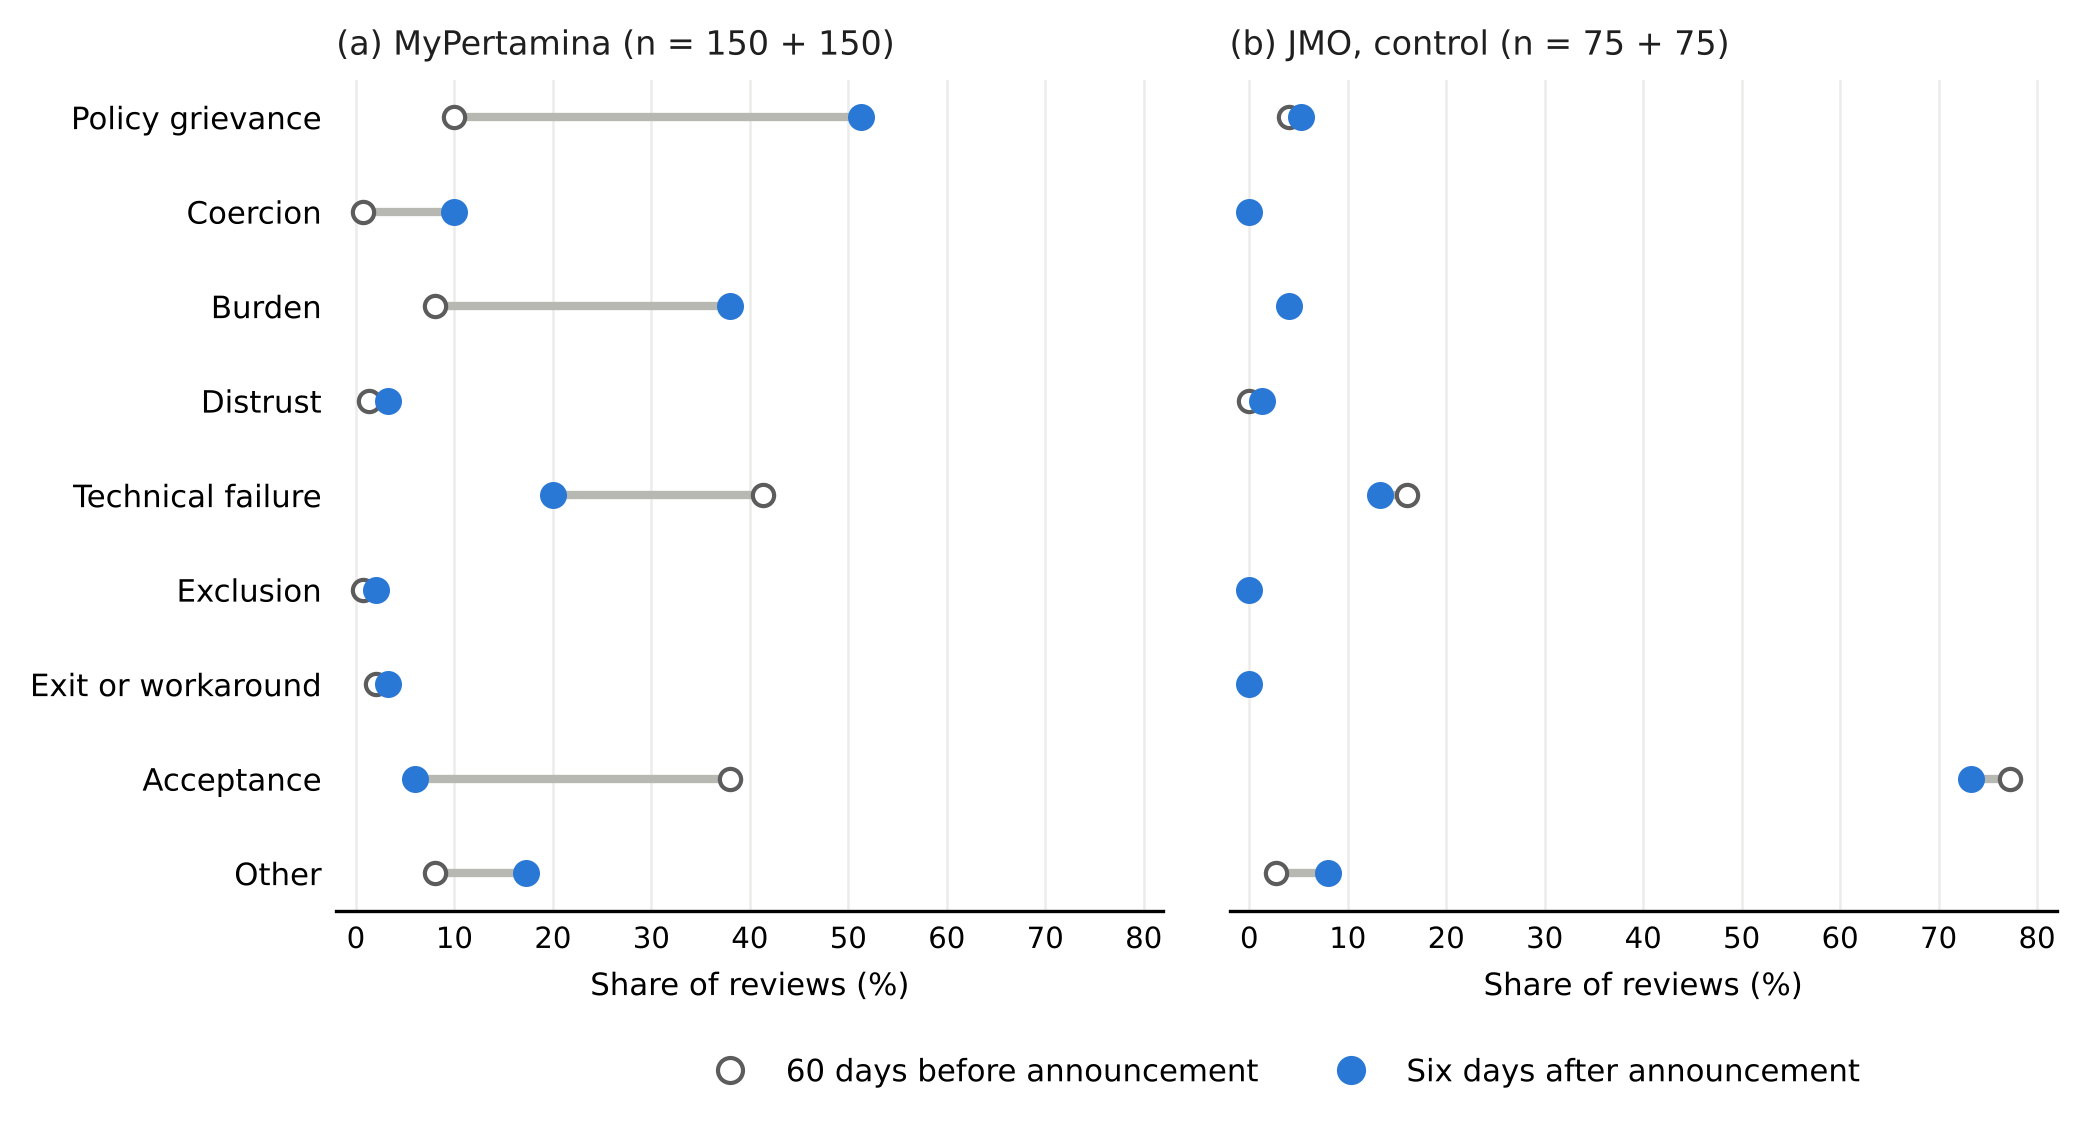 (a) MyPertamina (n = 150 + 150)
(b) JMO, control (n = 75 + 75)
Policy grievance
Coercion
Burden
Distrust
Technical failure
Exclusion
Exit or workaround
Acceptance
Other
0 10 20 30 40 50 60 70 80
0 10 20 30 40 50 60 70 80
Share of reviews (%)
Share of reviews (%)
60 days before announcement
Six days after announcement